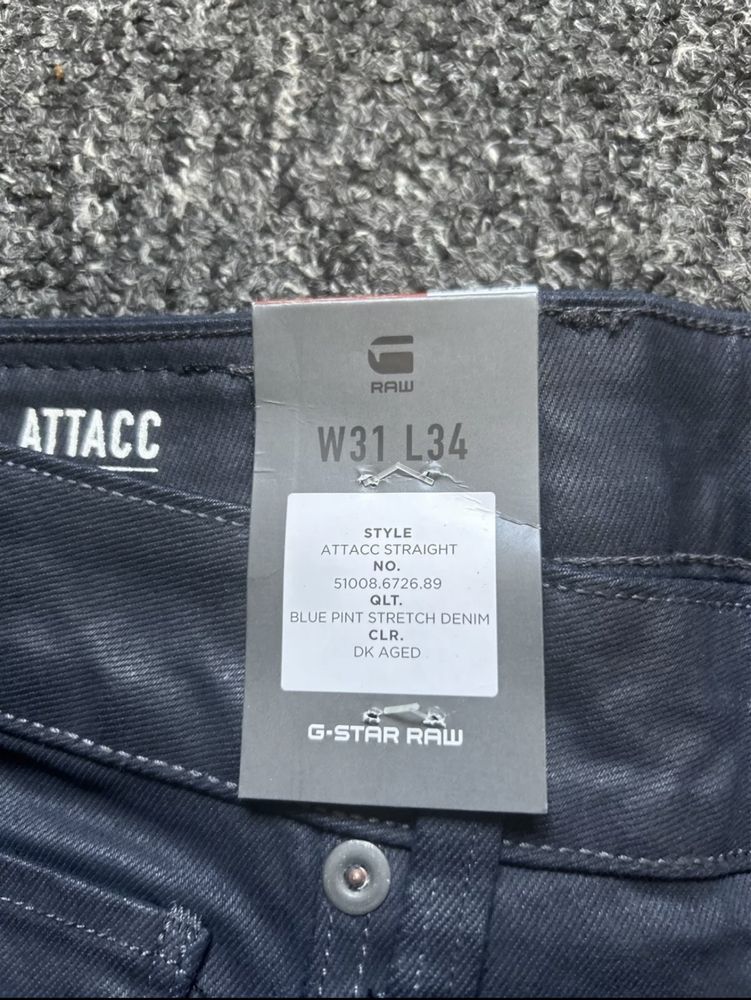 RAW
W31 L34
ATTACC
STYLE
ATTACC STRAIGHT
NO.
51008.6726.89
QLT.
BLUE PINT STRETCH DENIM
CLR.
DK AGED
G-STAR RAW